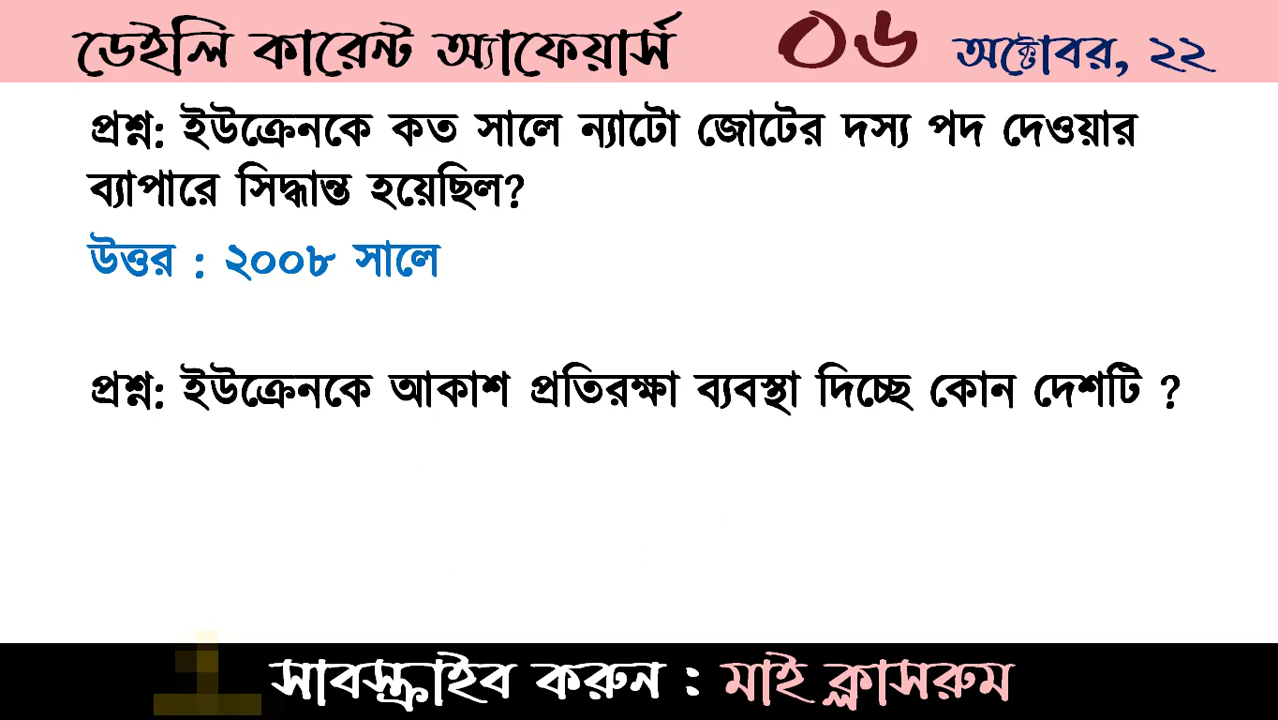 ডেইলি কারেন্ট অ্যাফেয়ার্স ০৬ অক্টোবর, ২২
প্রশ্ন: ইউক্রেনকে কত সালে ন্যাটো জোটের দস্য পদ দেওয়ার
ব্যাপারে সিদ্ধান্ত হয়েছিল?
উত্তর : ২০০৮ সালে
প্রশ্ন: ইউক্রেনকে আকাশ প্রতিরক্ষা ব্যবস্থা দিচ্ছে কোন দেশটি ?
সাবস্ক্রাইব করুন : মাই ক্লাসরুম